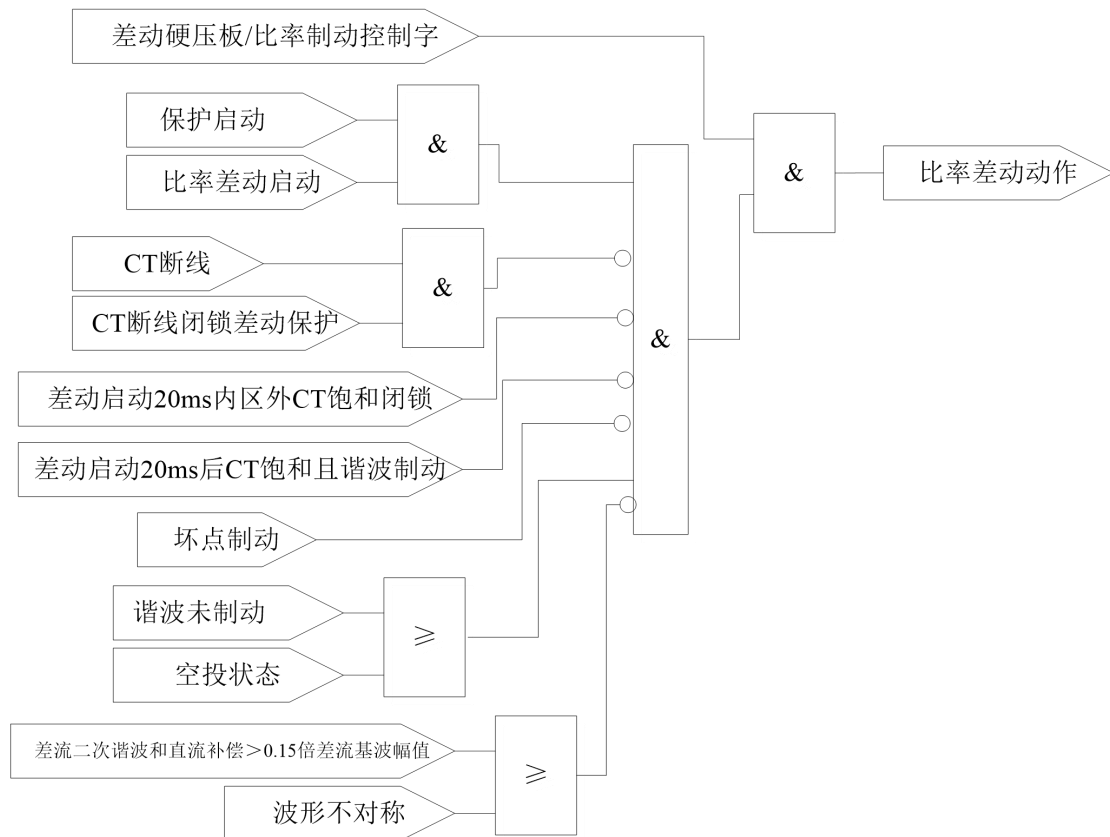 差动硬压板/比率制动控制字
保护启动
&
比率差动启动
&
比率差动动作
CT断线
&
CT断线闭锁差动保护
&
差动启动20ms内区外CT饱和闭锁
差动启动20ms后CT饱和且谐波制动
坏点制动
谐波未制动
≥
空投状态
差流二次谐波和直流补偿＞0.15倍差流基波幅值
≥
波形不对称